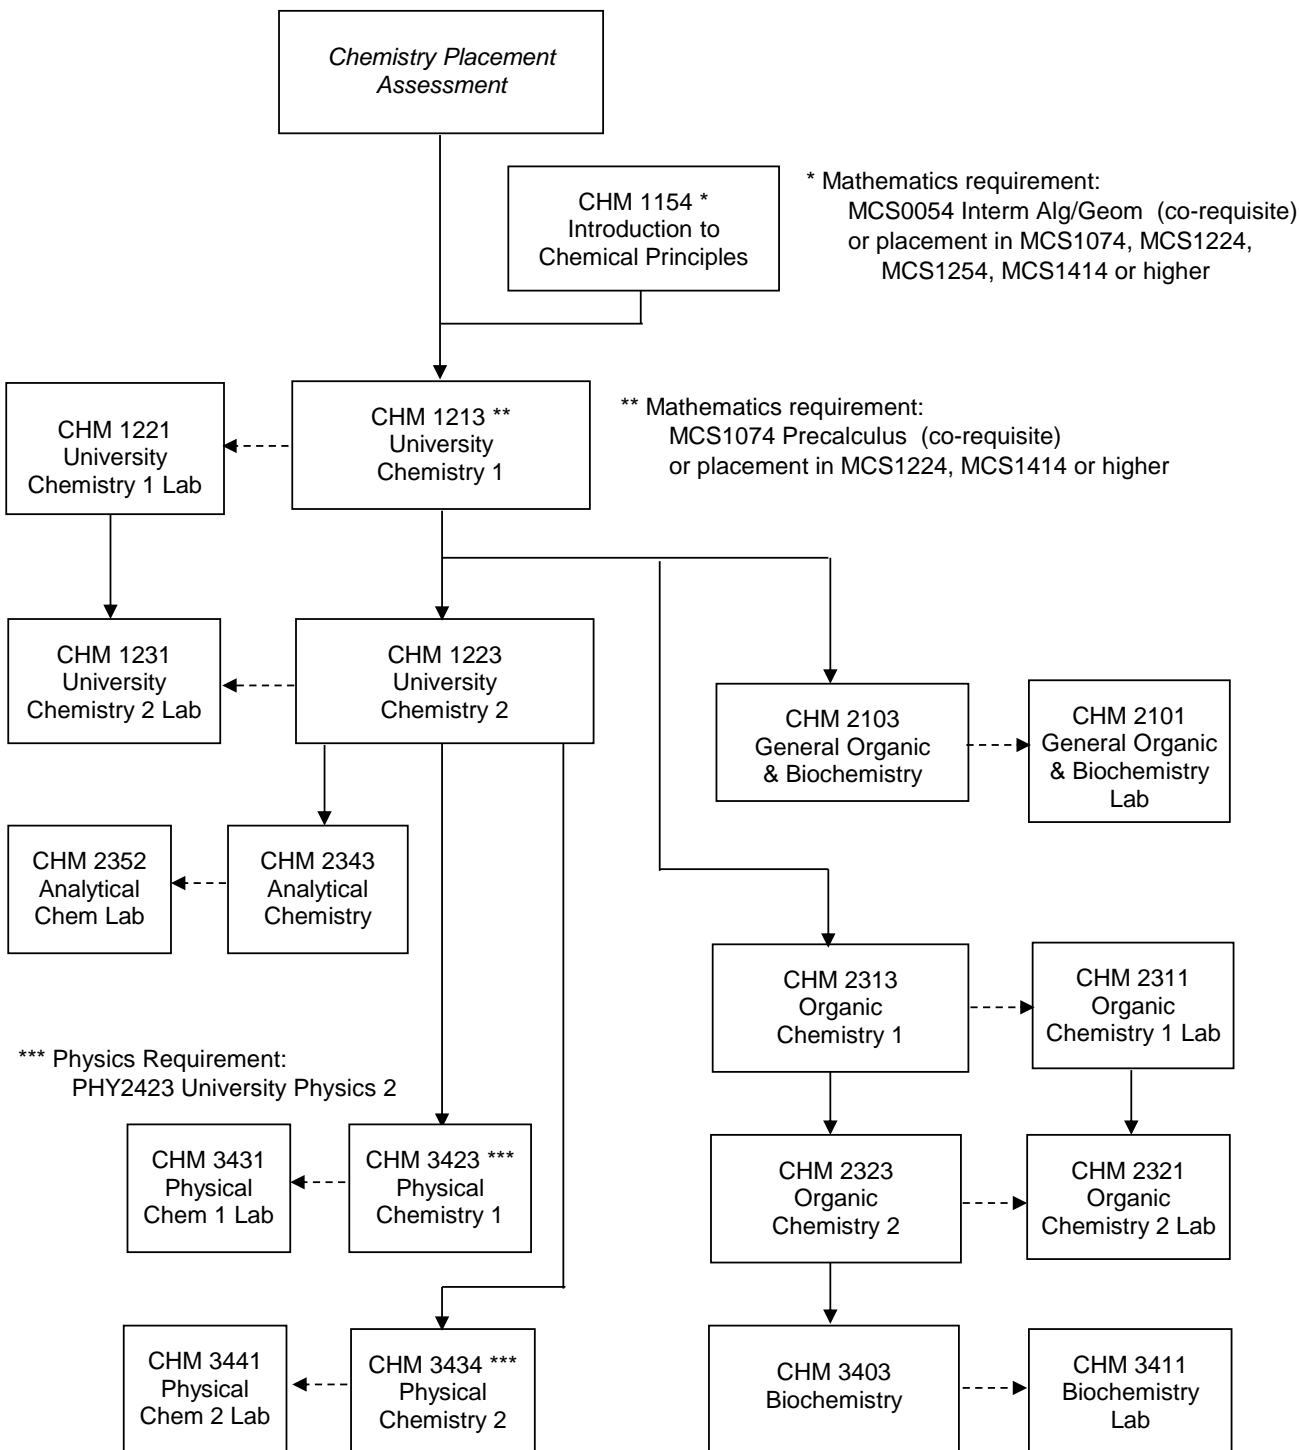 Chemistry Placement
Assessment
CHM 1154 *
Introduction to
Chemical Principles
* Mathematics requirement:
MCS0054 Interm Alg/Geom  (co-requisite)
or placement in MCS1074, MCS1224,
MCS1254, MCS1414 or higher
CHM 1221
University
Chemistry 1 Lab
CHM 1213 **
University
Chemistry 1
** Mathematics requirement:
MCS1074 Precalculus  (co-requisite)
or placement in MCS1224, MCS1414 or higher
CHM 1231
University
Chemistry 2 Lab
CHM 1223
University
Chemistry 2
CHM 2103
General Organic
& Biochemistry
CHM 2101
General Organic
& Biochemistry
Lab
CHM 2352
Analytical
Chem Lab
CHM 2343
Analytical
Chemistry
CHM 2313
Organic
Chemistry 1
CHM 2311
Organic
Chemistry 1 Lab
*** Physics Requirement:
PHY2423 University Physics 2
CHM 3431
Physical
Chem 1 Lab
CHM 3423 ***
Physical
Chemistry 1
CHM 2323
Organic
Chemistry 2
CHM 2321
Organic
Chemistry 2 Lab
CHM 3441
Physical
Chem 2 Lab
CHM 3434 ***
Physical
Chemistry 2
CHM 3403
Biochemistry
CHM 3411
Biochemistry
Lab